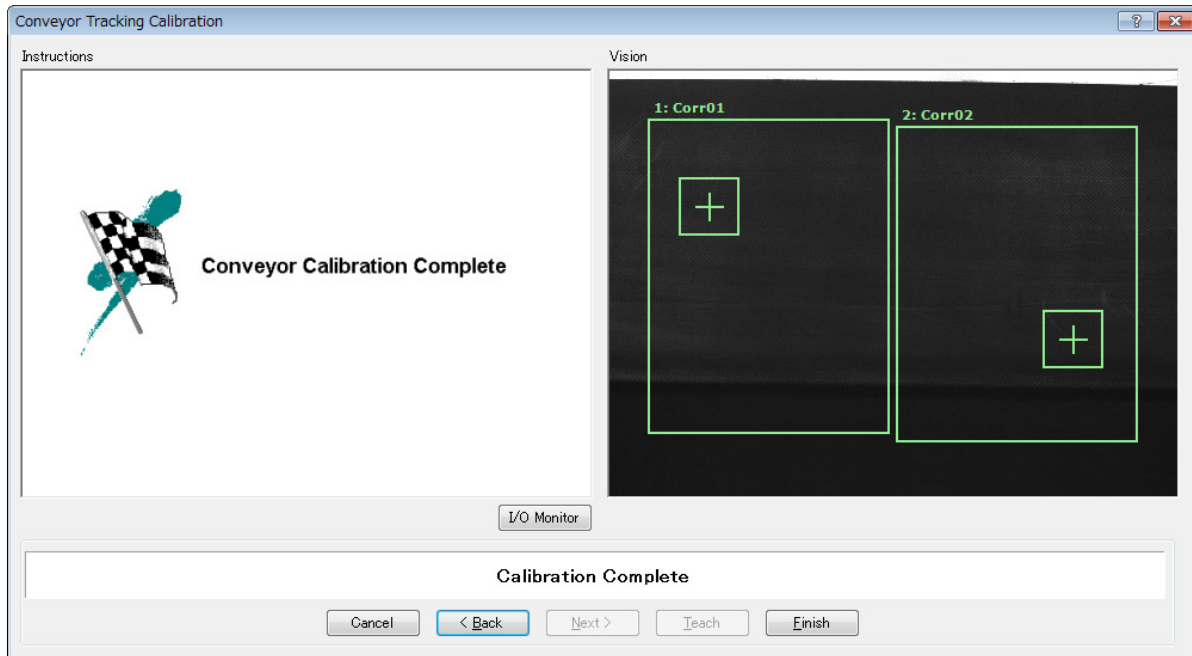 Conveyor Tracking Calibration
Instructions
Vision
1: Corr01
2: Corr02
Conveyor Calibration Complete
I/O Monitor
Calibration Complete
Cancel
< Back
Next >
Teach
Finish